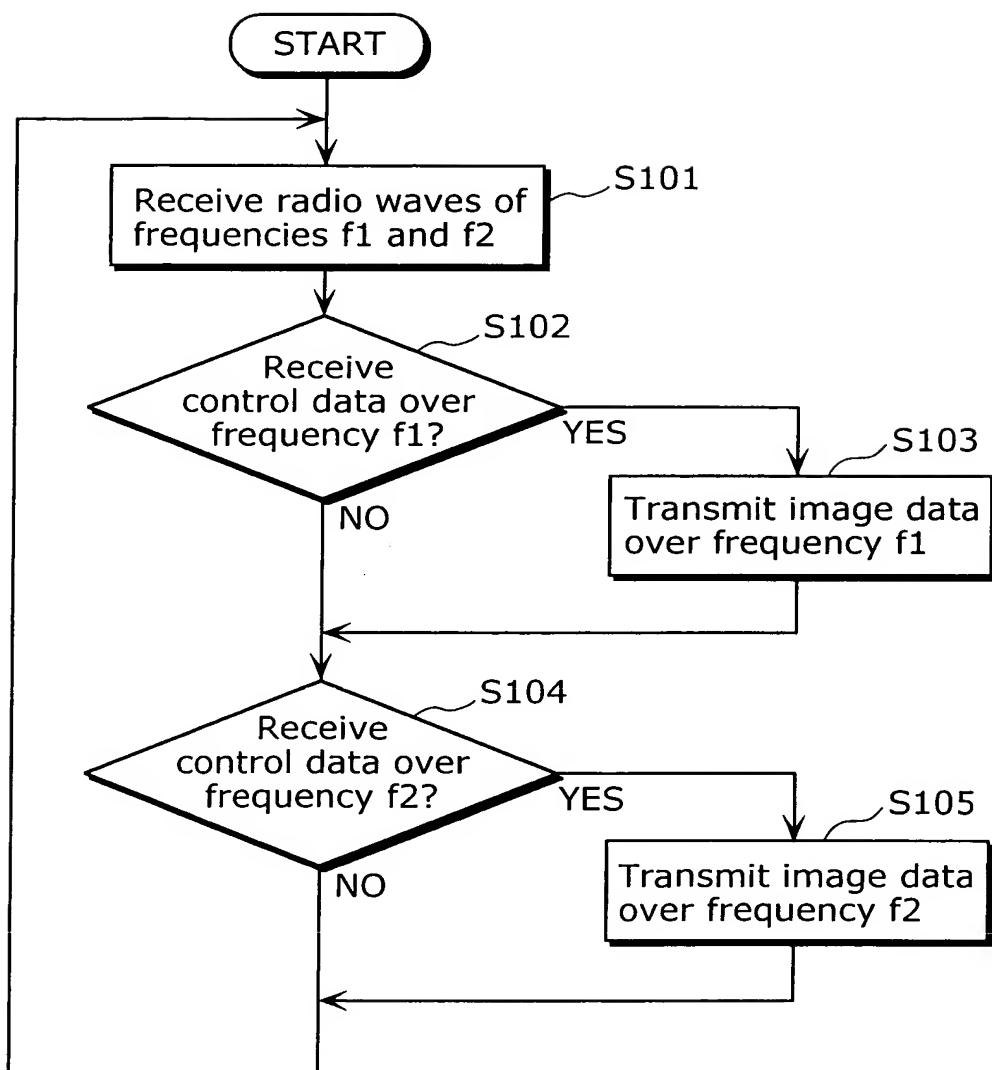 START
S101
Receive radio waves of
frequencies f1 and f2
S102
Receive
control data over
frequency f1?
YES
NO
S103
Transmit image data
over frequency f1
S104
Receive
control data over
frequency f2?
YES
NO
S105
Transmit image data
over frequency f2